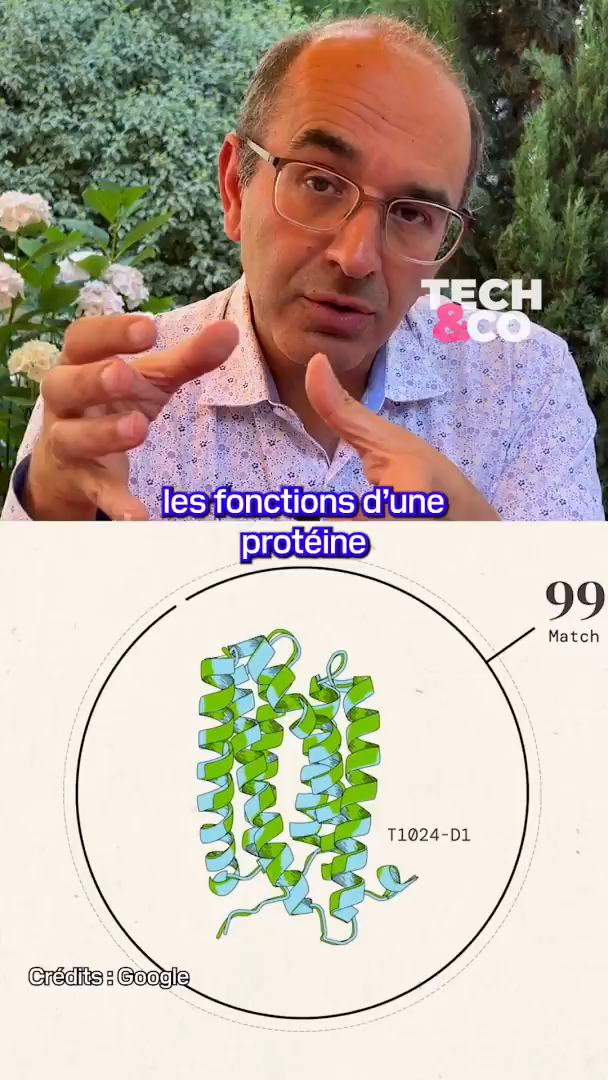 TECH
&CO
les fonctions d'une
protéine
99
Match
T1024-D1
Crédits : Google